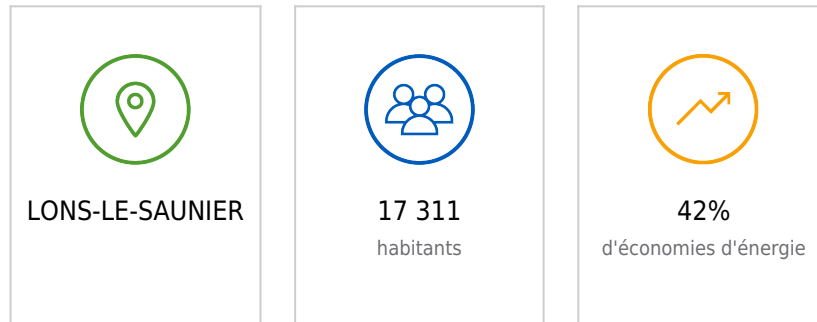 LONS-LE-SAUNIER
17 311
habitants
42%
d'économies d'énergie